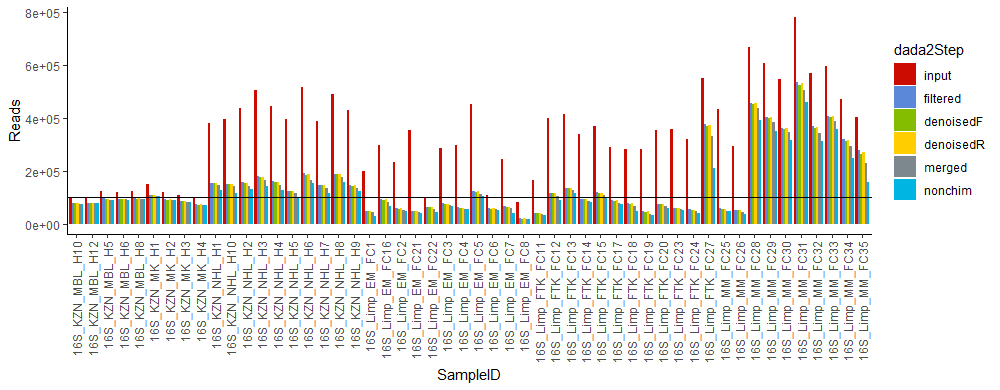 8e+05
6e+05
4e+05
2e+05
0e+00
Reads
16S_KZN_MBL_H10
16S_KZN_MBL_H12
16S_KZN_MBL_H5
16S_KZN_MBL_H6
16S_KZN_MBL_H8
16S_KZN_MK_H1
16S_KZN_MK_H2
16S_KZN_MK_H3
16S_KZN_MK_H4
16S_KZN_NHL_H1
16S_KZN_NHL_H10
16S_KZN_NHL_H2
16S_KZN_NHL_H3
16S_KZN_NHL_H4
16S_KZN_NHL_H5
16S_KZN_NHL_H6
16S_KZN_NHL_H7
16S_KZN_NHL_H8
16S_KZN_NHL_H9
16S_Limp_EM_FC1
16S_Limp_EM_FC16
16S_Limp_EM_FC2
16S_Limp_EM_FC21
16S_Limp_EM_FC22
16S_Limp_EM_FC3
16S_Limp_EM_FC4
16S_Limp_EM_FC5
16S_Limp_EM_FC6
16S_Limp_EM_FC7
16S_Limp_EM_FC8
16S_Limp_FTK_FC11
16S_Limp_FTK_FC12
16S_Limp_FTK_FC13
16S_Limp_FTK_FC14
16S_Limp_FTK_FC15
16S_Limp_FTK_FC17
16S_Limp_FTK_FC18
16S_Limp_FTK_FC19
16S_Limp_FTK_FC20
16S_Limp_FTK_FC23
16S_Limp_FTK_FC24
16S_Limp_FTK_FC27
16S_Limp_MM_FC25
16S_Limp_MM_FC26
16S_Limp_MM_FC28
16S_Limp_MM_FC29
16S_Limp_MM_FC30
16S_Limp_MM_FC31
16S_Limp_MM_FC32
16S_Limp_MM_FC33
16S_Limp_MM_FC34
16S_Limp_MM_FC35
SampleID
dada2Step
input
filtered
denoisedF
denoisedR
merged
nonchim